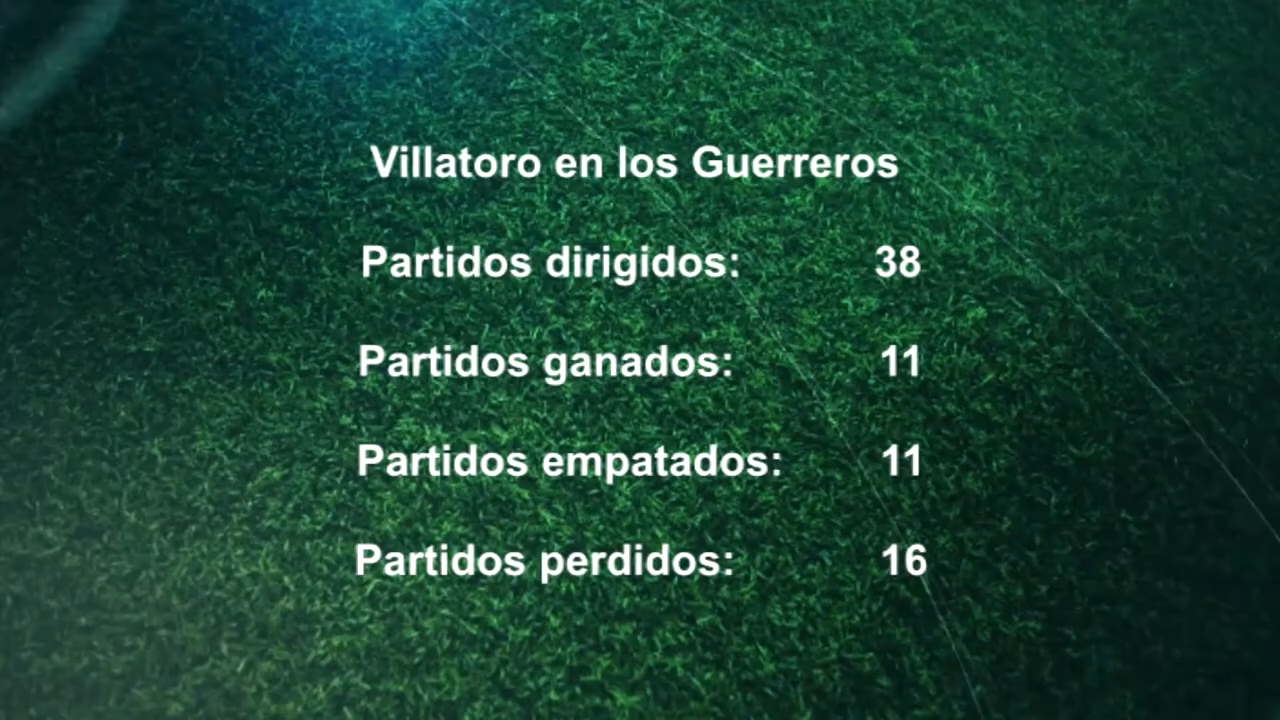 Villatoro en los Guerreros
Partidos dirigidos: 38
Partidos ganados: 11
Partidos empatados: 11
Partidos perdidos: 16